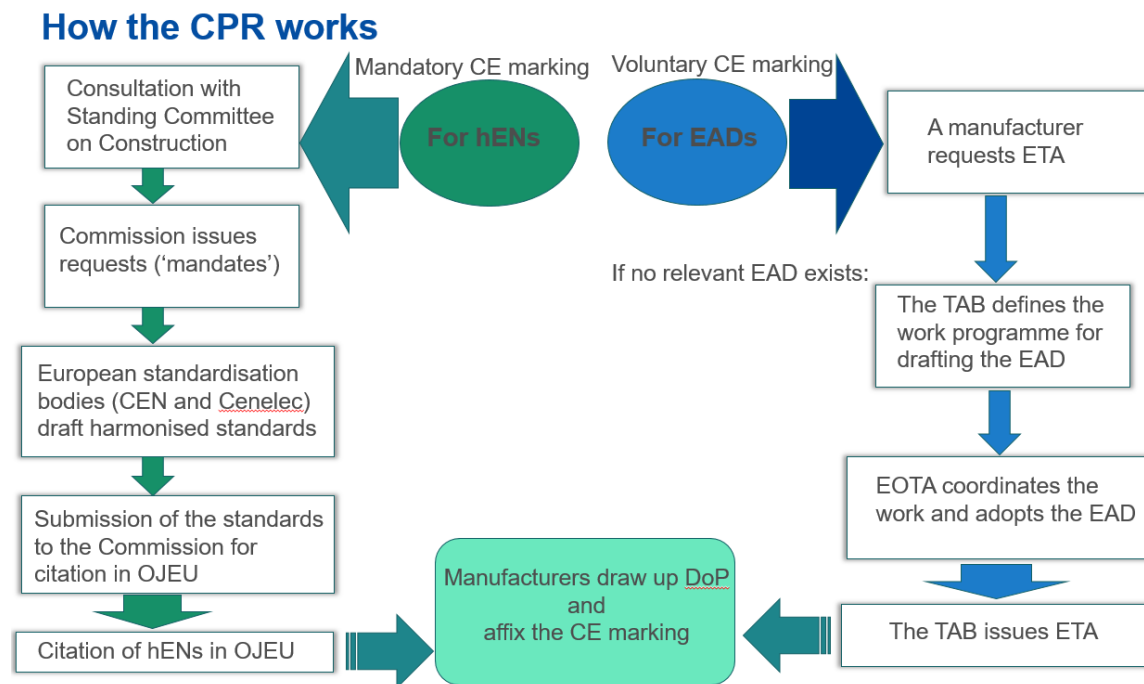 How the CPR works
Mandatory CE marking
For hENs
Consultation with
Standing Committee
on Construction
Commission issues
requests (‘mandates’)
European standardisation
bodies (CEN and Cenelec)
draft harmonised standards
Submission of the standards
to the Commission for
citation in OJEU
Citation of hENs in OJEU
Voluntary CE marking
For EADs
A manufacturer
requests ETA
If no relevant EAD exists:
The TAB defines the
work programme for
drafting the EAD
EOTA coordinates the
work and adopts the EAD
The TAB issues ETA
Manufacturers draw up DoP
and
affix the CE marking